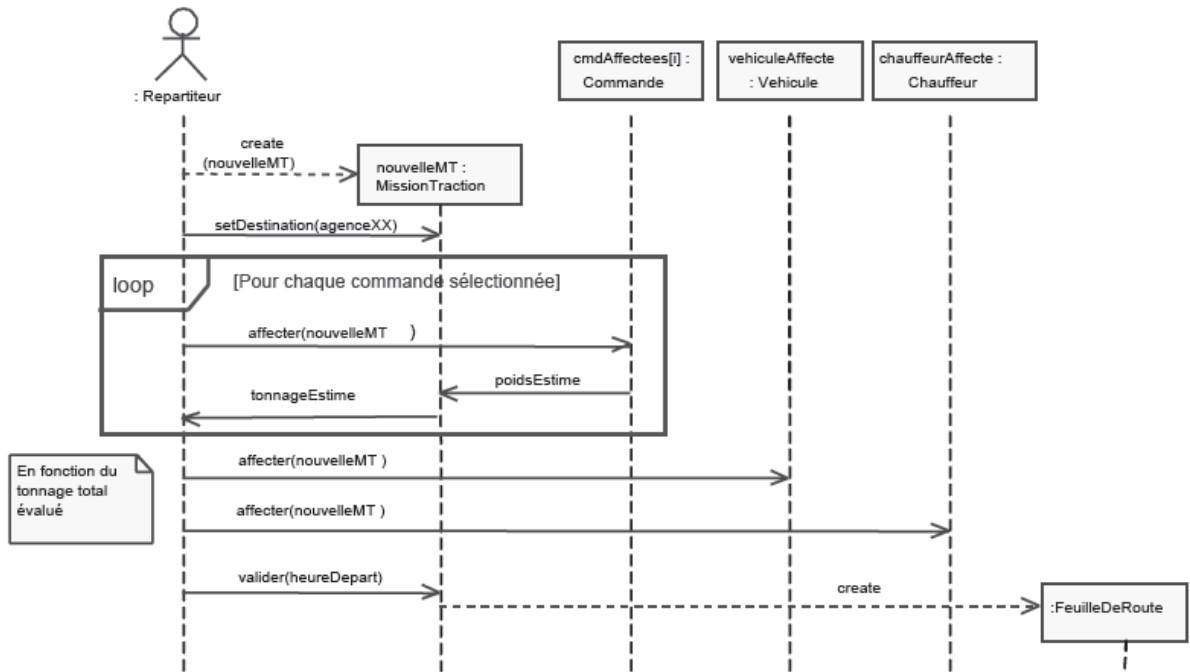 cmdAffectees[i] :
Commande
vehiculeAffecte
: Vehicule
chauffeurAffecte :
Chauffeur
: Repartiteur
create
(nouvelleMT)
nouvelleMT :
MissionTraction
setDestination(agenceXX)
loop
[Pour chaque commande sélectionnée]
affecter(nouvelleMT )
poidsEstime
tonnageEstime
En fonction du
tonnage total
évalué
affecter(nouvelleMT )
affecter(nouvelleMT )
valider(heureDepart)
create
:FeuilleDeRoute